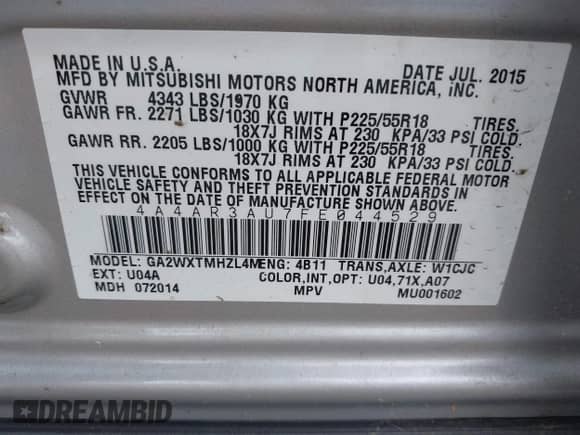 MADE IN U.S.A. DATE JUL. 2015
MFD BY MITSUBISHI MOTORS NORTH AMERICA, INC.
GVWR 4343 LBS/1970 KG
GAWR FR. 2271 LBS/1030 KG WITH P225/55R18 TIRES.
18X7J RIMS AT 230 KPA/33 PSI COLD.
GAWR RR. 2205 LBS/1000 KG WITH P225/55R18 TIRES.
18X7J RIMS AT 230 KPA/33 PSI COLD.
THIS VEHICLE CONFORMS TO ALL APPLICABLE FEDERAL MOTOR
VEHICLE SAFETY AND THEFT PREVENTION STANDARDS IN
EFFECT ON THE DATE OF MANUFACTURE SHOWN ABOVE.
4A4AR3AU7FE044529
MODEL: GA2WXTMHZL4M ENG: 4B11 TRANS,AXLE: W1CJC
EXT: U04A COLOR,INT,OPT: U04,71X,A07
MDH 072014 MPV MU001602
DREAMBID